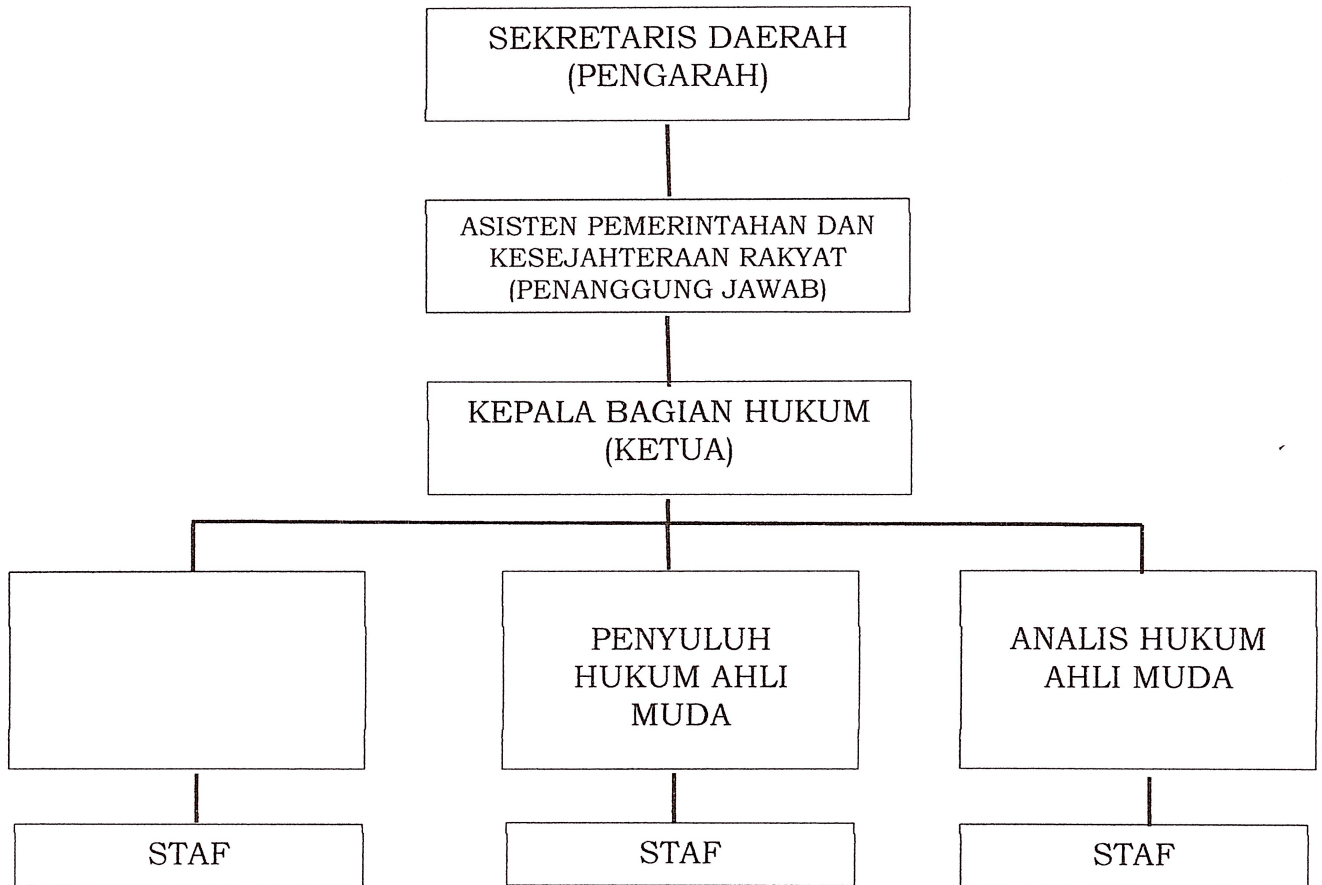 SEKRETARIS DAERAH
(PENGARAH)
ASISTEN PEMERINTAHAN DAN
KESEJAHTERAAN RAKYAT
(PENANGGUNG JAWAB)
KEPALA BAGIAN HUKUM
(KETUA)
PENYULUH
HUKUM AHLI
MUDA
ANALIS HUKUM
AHLI MUDA
STAF
STAF
STAF